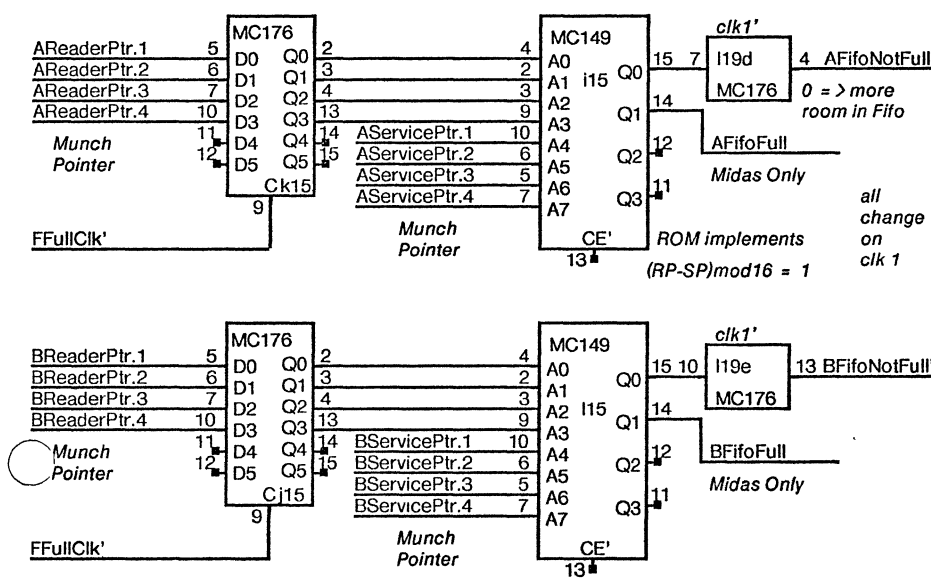 MC176
MC149
clk1'
AReaderPtr.1 5 D0 Q0 2 4 A0 Q0 15 7 I19d 4 AFifoNotFull
AReaderPtr.2 6 D1 Q1 3 2 A1 i15
AReaderPtr.3 7 D2 Q2 4 3 A2 Q1 14 MC176 0 = > more
AReaderPtr.4 10 D3 Q3 13 9 A3 room in Fifo
Munch 11 D4 Q4 14 AServicePtr.1 10 A4 Q2 12 AFifoFull
Pointer 12 D5 Q5 15 AServicePtr.2 6 A5 Midas Only
Ck15 AServicePtr.3 5 A6 Q3 11 all
9 AServicePtr.4 7 A7 change
FFullClk' Munch CE' ROM implements on
Pointer 13 clk 1
(RP-SP)mod16 = 1
MC176
MC149
clk1'
BReaderPtr.1 5 D0 Q0 2 4 A0 Q0 15 10 I19e 13 BFifoNotFull'
BReaderPtr.2 6 D1 Q1 3 2 A1
BReaderPtr.3 7 D2 Q2 4 3 A2 I15 Q1 14 MC176
BReaderPtr.4 10 D3 Q3 13 9 A3
Munch 11 D4 Q4 14 BServicePtr.1 10 A4 Q2 12 BFifoFull
Pointer 12 D5 Q5 15 BServicePtr.2 6 A5 Midas Only
Cj15 BServicePtr.3 5 A6 Q3 11
9 BServicePtr.4 7 A7
FFullClk' Munch CE'
Pointer 13